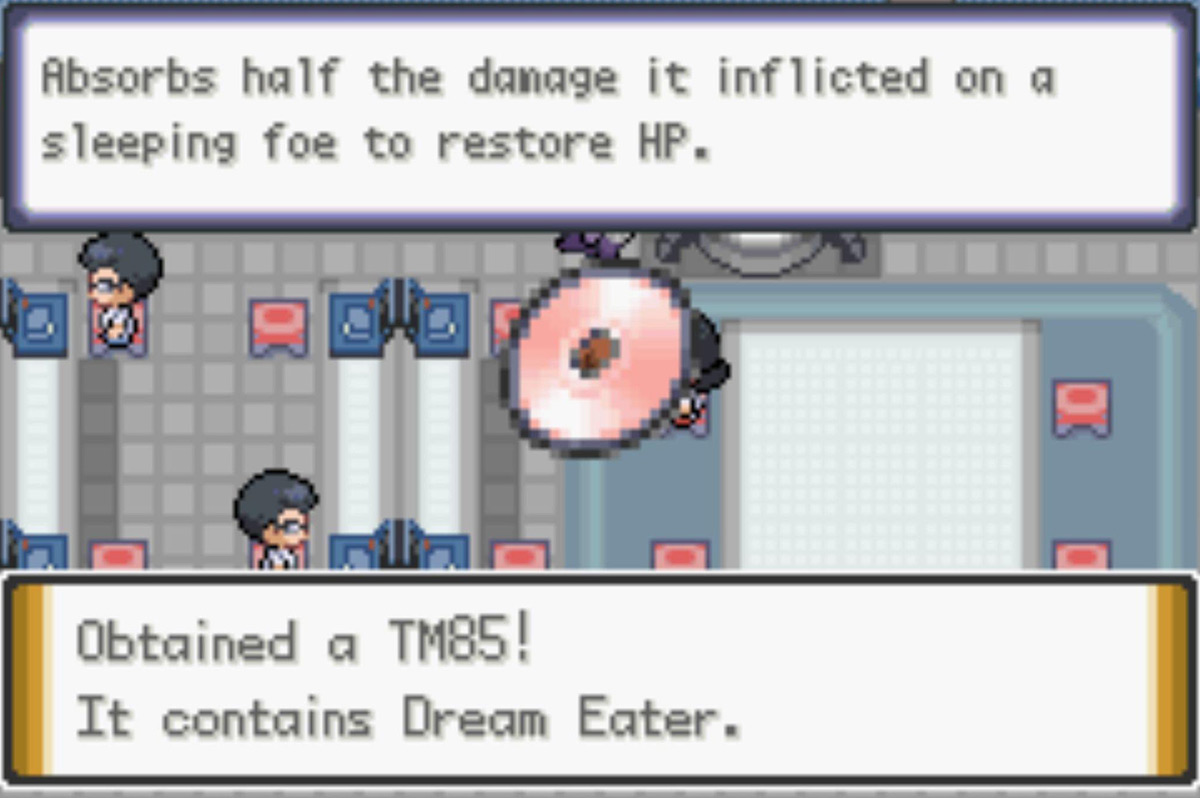 Absorbs half the damage it inflicted on a
sleeping foe to restore HP.
Obtained a TM85!
It contains Dream Eater.